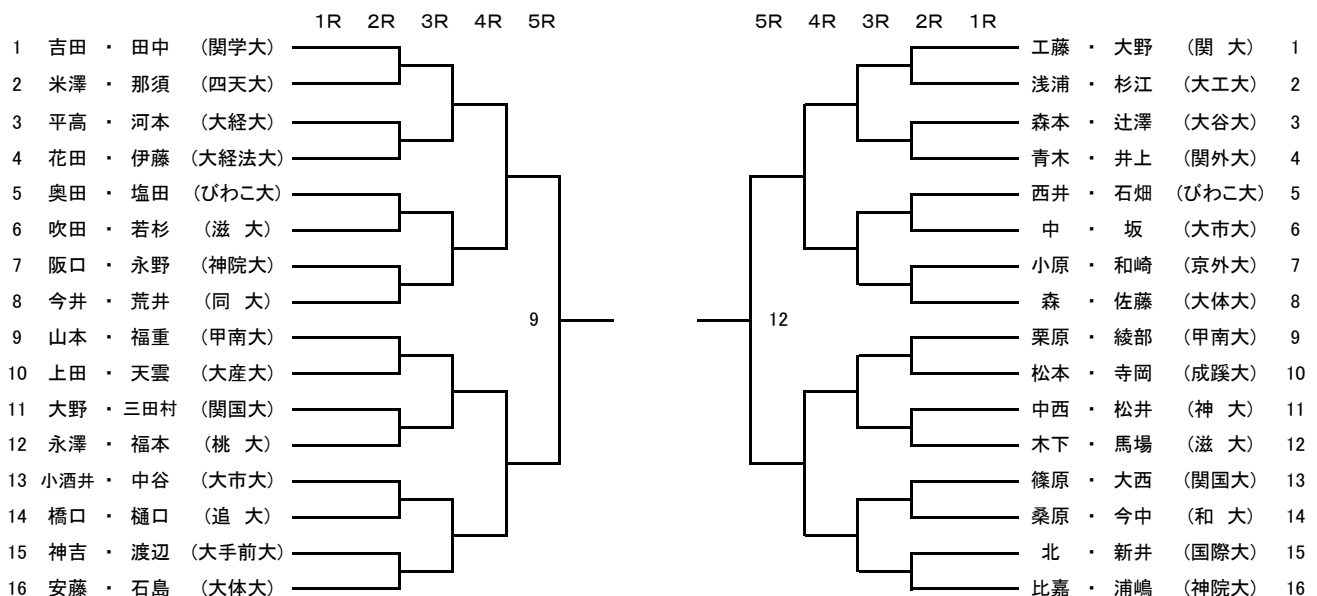 1R 2R 3R 4R 5R
1 吉田 ・ 田中 (関学大)
2 米澤 ・ 那須 (四天大)
3 平高 ・ 河本 (大経大)
4 花田 ・ 伊藤 (大経法大)
5 奥田 ・ 塩田 (びわこ大)
6 吹田 ・ 若杉 (滋 大)
7 阪口 ・ 永野 (神院大)
8 今井 ・ 荒井 (同 大)
9
9 山本 ・ 福重 (甲南大)
10 上田 ・ 天雲 (大産大)
11 大野 ・ 三田村 (関国大)
12 永澤 ・ 福本 (桃 大)
13 小酒井 ・ 中谷 (大市大)
14 橋口 ・ 樋口 (追 大)
15 神吉 ・ 渡辺 (大手前大)
16 安藤 ・ 石島 (大体大)
5R 4R 3R 2R 1R
工藤 ・ 大野 (関 大) 1
浅浦 ・ 杉江 (大工大) 2
森本 ・ 辻澤 (大谷大) 3
青木 ・ 井上 (関外大) 4
西井 ・ 石畑 (びわこ大) 5
中 ・ 坂 (大市大) 6
小原 ・ 和崎 (京外大) 7
森 ・ 佐藤 (大体大) 8
12
栗原 ・ 綾部 (甲南大) 9
松本 ・ 寺岡 (成蹊大) 10
中西 ・ 松井 (神 大) 11
木下 ・ 馬場 (滋 大) 12
篠原 ・ 大西 (関国大) 13
桑原 ・ 今中 (和 大) 14
北 ・ 新井 (国際大) 15
比嘉 ・ 浦嶋 (神院大) 16